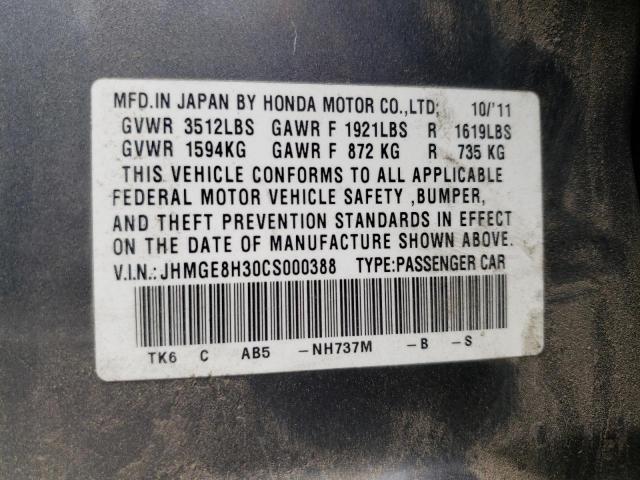 MFD.IN JAPAN BY HONDA MOTOR CO.,LTD; 10/'11
GVWR 3512LBS GAWR F 1921LBS R 1619LBS
GVWR 1594KG GAWR F 872 KG R 735 KG
THIS VEHICLE CONFORMS TO ALL APPLICABLE
FEDERAL MOTOR VEHICLE SAFETY ,BUMPER,
AND THEFT PREVENTION STANDARDS IN EFFECT
ON THE DATE OF MANUFACTURE SHOWN ABOVE.
V.I.N.:JHMGE8H30CS000388 TYPE:PASSENGER CAR
TK6 C AB5 -NH737M -B -S